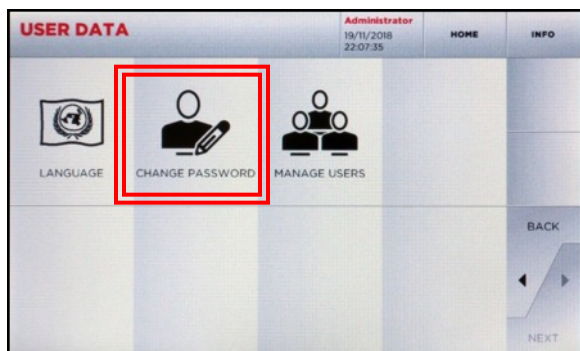 USER DATA
Administrator
19/11/2018
22:07:35
HOME
INFO
LANGUAGE
CHANGE PASSWORD
MANAGE USERS
BACK
NEXT